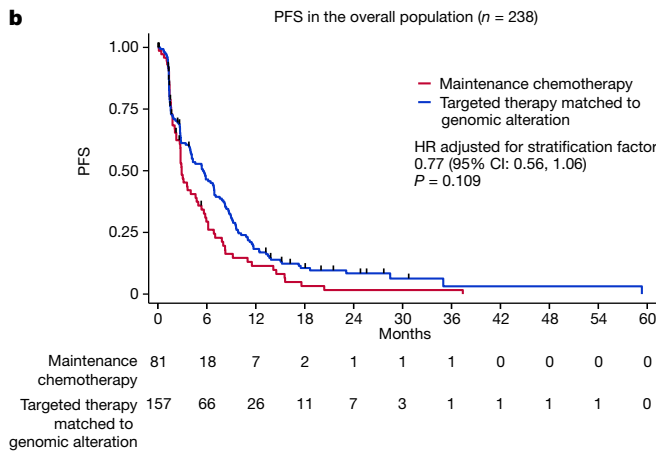 b
PFS in the overall population (n = 238)
1.00
0.75
0.50
0.25
0
PFS
Maintenance chemotherapy
Targeted therapy matched to
genomic alteration
HR adjusted for stratification factor
0.77 (95% CI: 0.56, 1.06)
P = 0.109
0 6 12 18 24 30 36 42 48 54 60
Months
Maintenance
chemotherapy
81 18 7 2 1 1 1 0 0 0 0
Targeted therapy
matched to
genomic alteration
157 66 26 11 7 3 1 1 1 1 0